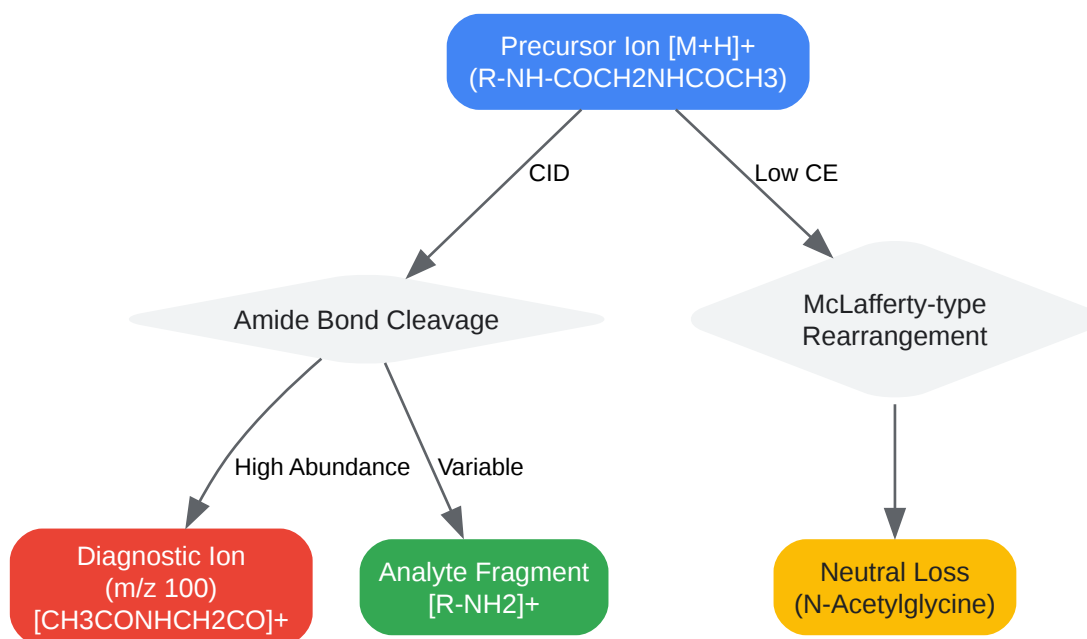 Precursor Ion [M+H]+
(R-NH-COCH2NHCOCH3)
CID
Low CE
Amide Bond Cleavage
McLafferty-type
Rearrangement
High Abundance
Variable
Diagnostic Ion
(m/z 100)
[CH3CONHCH2CO]+
Analyte Fragment
[R-NH2]+
Neutral Loss
(N-Acetylglycine)